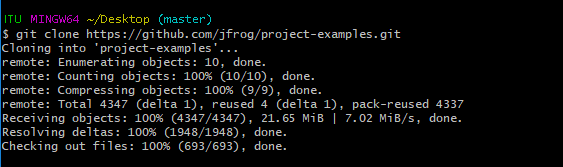 ITU MINGW64 ~/Desktop (master)
$ git clone https://github.com/jfrog/project-examples.git
Cloning into 'project-examples'...
remote: Enumerating objects: 10, done.
remote: Counting objects: 100% (10/10), done.
remote: Compressing objects: 100% (9/9), done.
remote: Total 4347 (delta 1), reused 4 (delta 1), pack-reused 4337
Receiving objects: 100% (4347/4347), 21.65 MiB | 7.02 MiB/s, done.
Resolving deltas: 100% (1948/1948), done.
Checking out files: 100% (693/693), done.